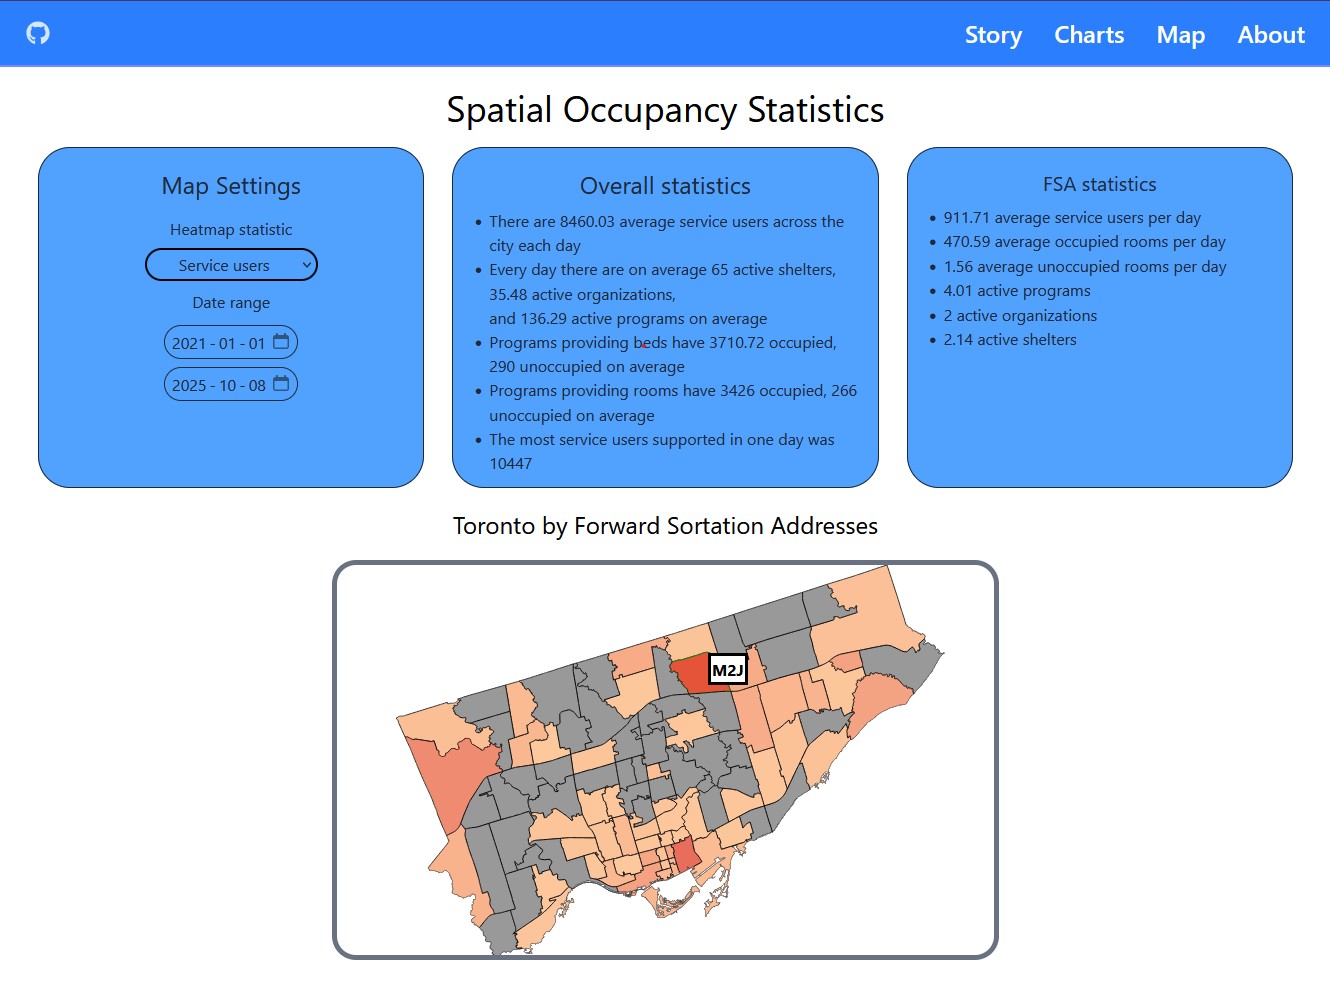 Story Charts Map About
Spatial Occupancy Statistics
Map Settings
Heatmap statistic
Service users
Date range
2021 - 01 - 01
2025 - 10 - 08
Overall statistics
• There are 8460.03 average service users across the
city each day
• Every day there are on average 65 active shelters,
35.48 active organizations,
and 136.29 active programs on average
• Programs providing beds have 3710.72 occupied,
290 unoccupied on average
• Programs providing rooms have 3426 occupied, 266
unoccupied on average
• The most service users supported in one day was
10447
FSA statistics
• 911.71 average service users per day
• 470.59 average occupied rooms per day
• 1.56 average unoccupied rooms per day
• 4.01 active programs
• 2 active organizations
• 2.14 active shelters
Toronto by Forward Sortation Addresses
M2J